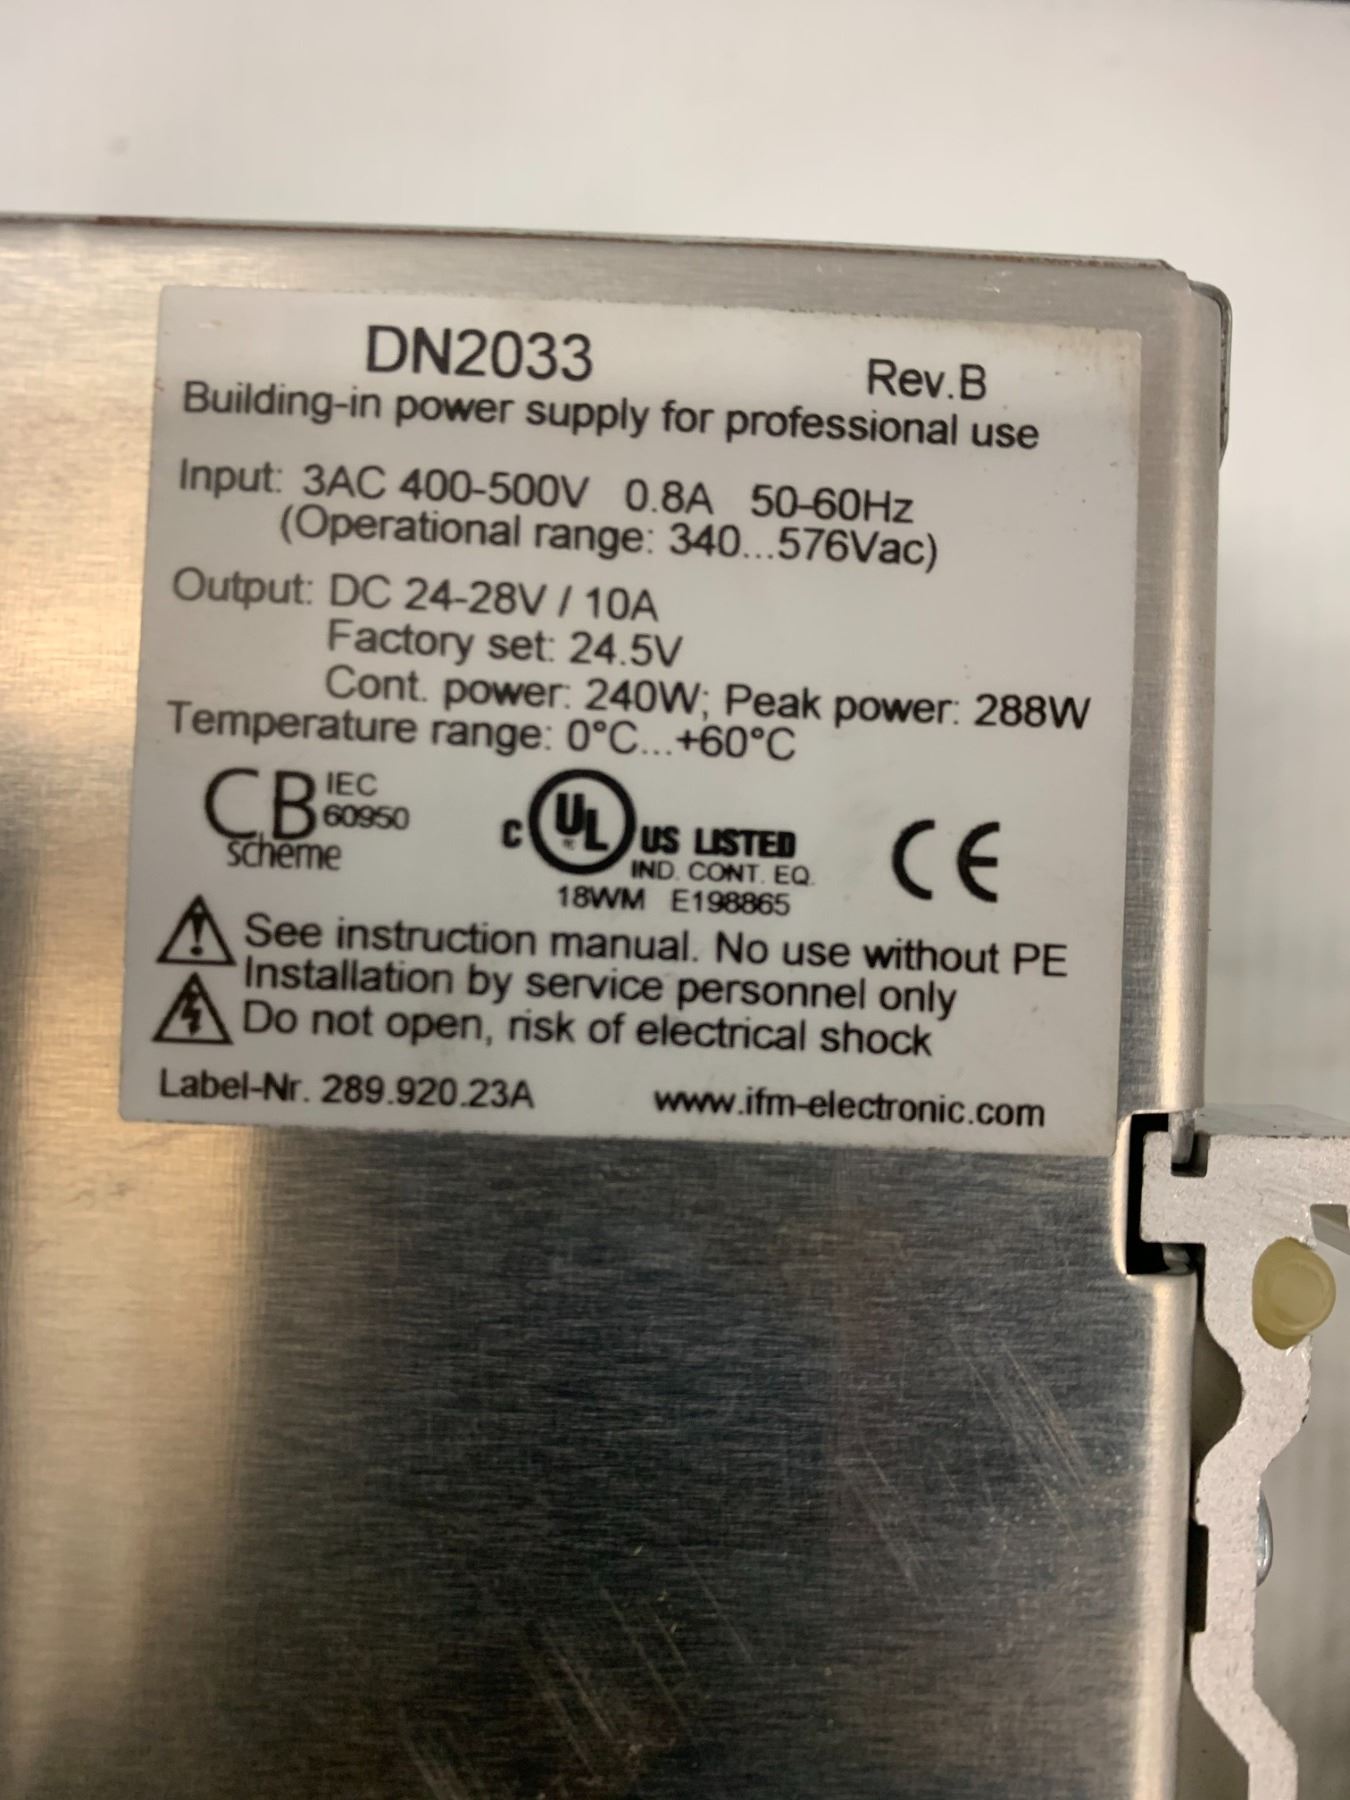 DN2033 Rev.B
Building-in power supply for professional use
Input: 3AC 400-500V 0.8A 50-60Hz
(Operational range: 340...576Vac)
Output: DC 24-28V / 10A
Factory set: 24.5V
Cont. power: 240W; Peak power: 288W
Temperature range: 0°C...+60°C
CB IEC 60950 scheme
C UL US LISTED
IND. CONT. EQ.
18WM E198865
CE
See instruction manual. No use without PE
Installation by service personnel only
Do not open, risk of electrical shock
Label-Nr. 289.920.23A www.ifm-electronic.com